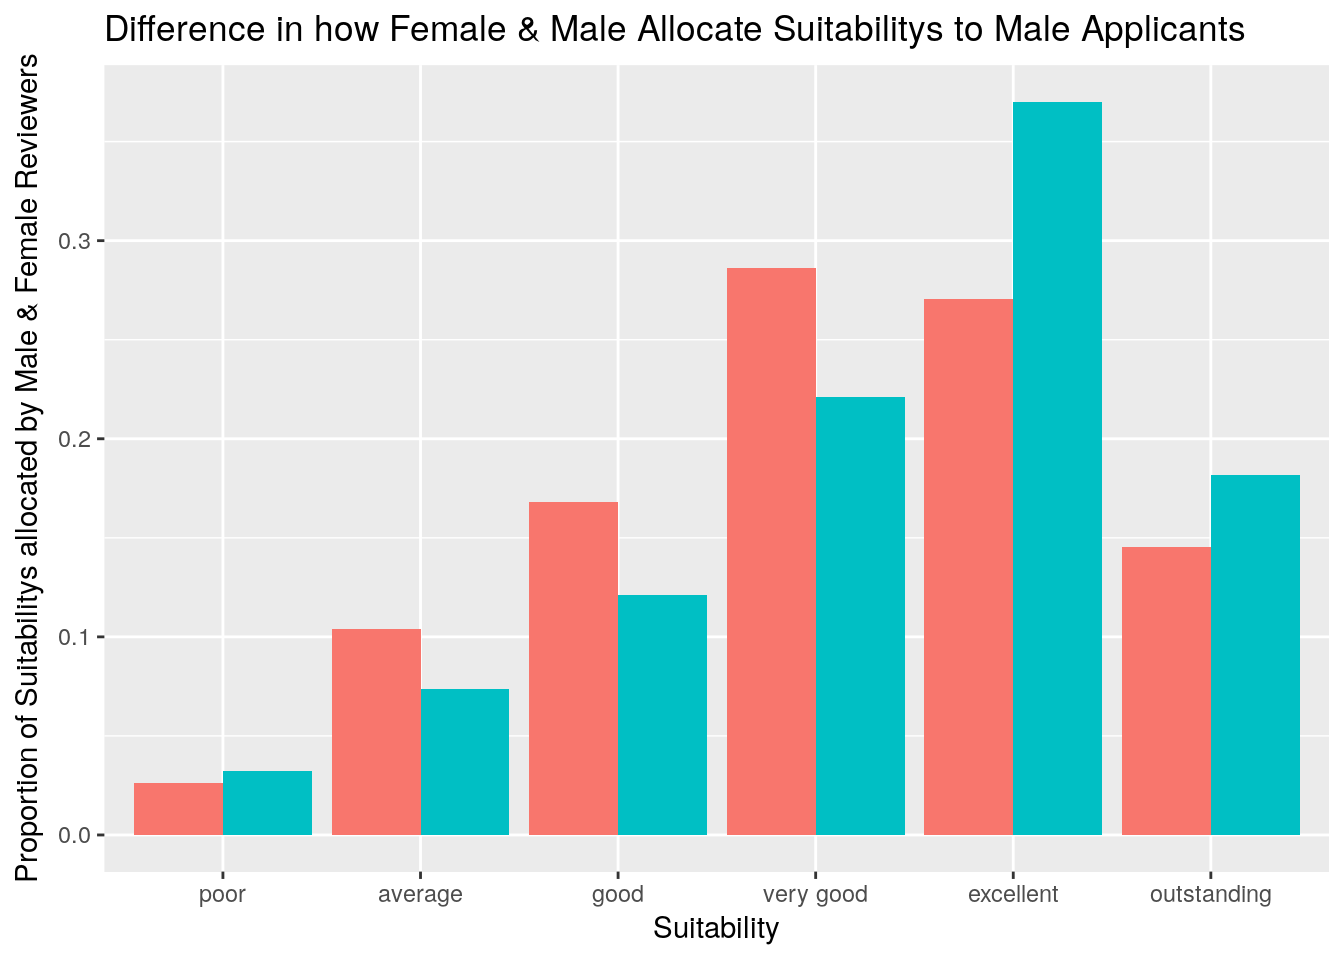 Difference in how Female & Male Allocate Suitabilitys to Male Applicants
Proportion of Suitabilitys allocated by Male & Female Reviewers
0.3
0.2
0.1
0.0
poor average good very good excellent outstanding
Suitability